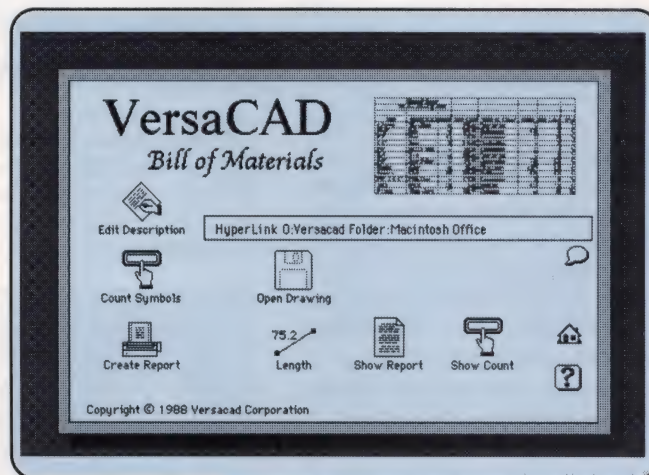 VersaCAD
Bill of Materials
Edit Description
HyperLink 0:Versacad Folder:Macintosh Office
Count Symbols
Open Drawing
75.2
Create Report
Length
Show Report
Show Count
?
Copyright © 1988 Versacad Corporation